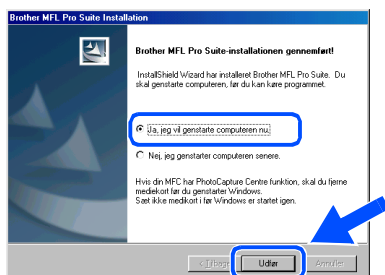 Brother MFL Pro Suite Installation
Brother MFL Pro Suite-installationen gennemført!
InstallShield Wizard har installeret Brother MFL Pro Suite. Du
skal genstarte computeren, før du kan køre programmet.
Ja, jeg vil genstarte computeren nu.
Nej, jeg genstarter computeren senere.
Hvis din MFC har PhotoCapture Centre funktion, skal du fjerne
mediekort før du genstarter Windows.
Sæt ikke mediekort i før Windows er startet igen.
< Tilbage Udfør Annuller